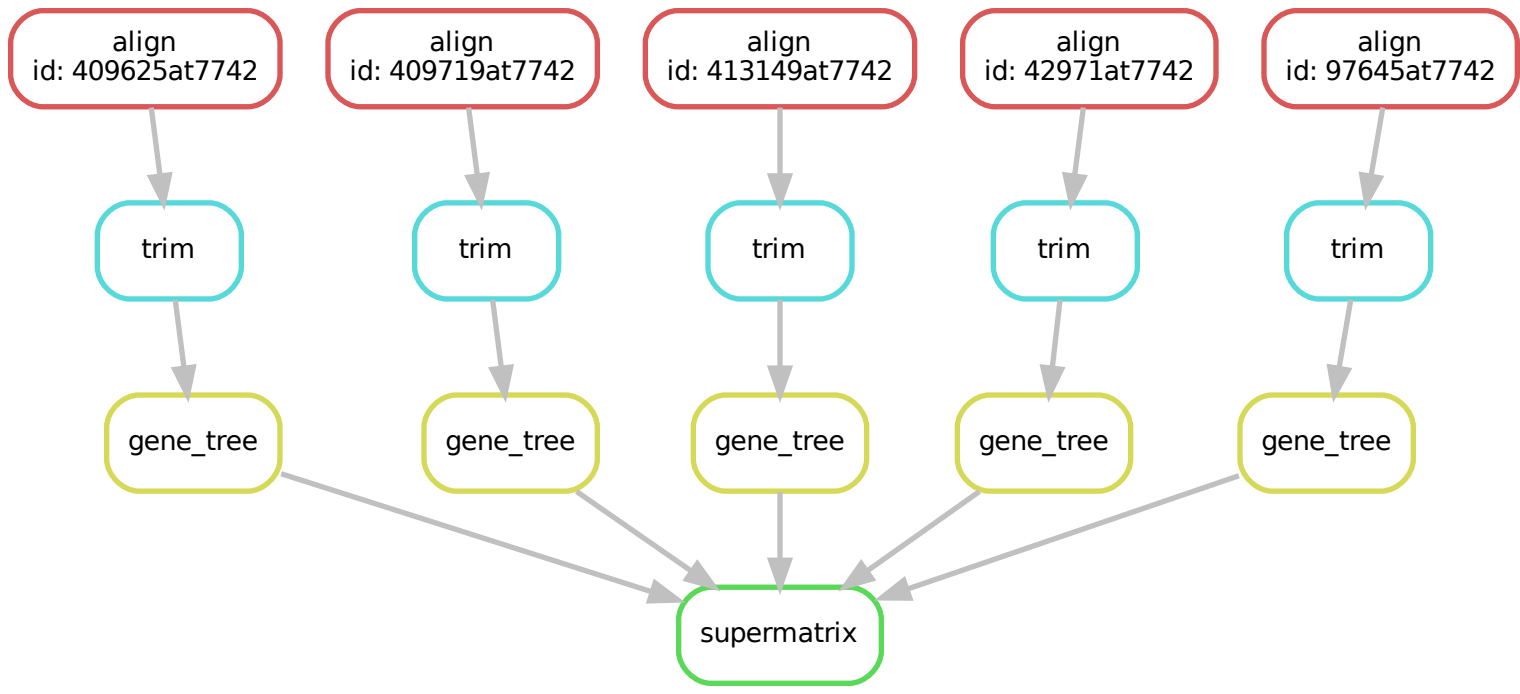 align
id: 409625at7742
align
id: 409719at7742
align
id: 413149at7742
align
id: 42971at7742
align
id: 97645at7742
trim
trim
trim
trim
trim
gene_tree
gene_tree
gene_tree
gene_tree
gene_tree
supermatrix